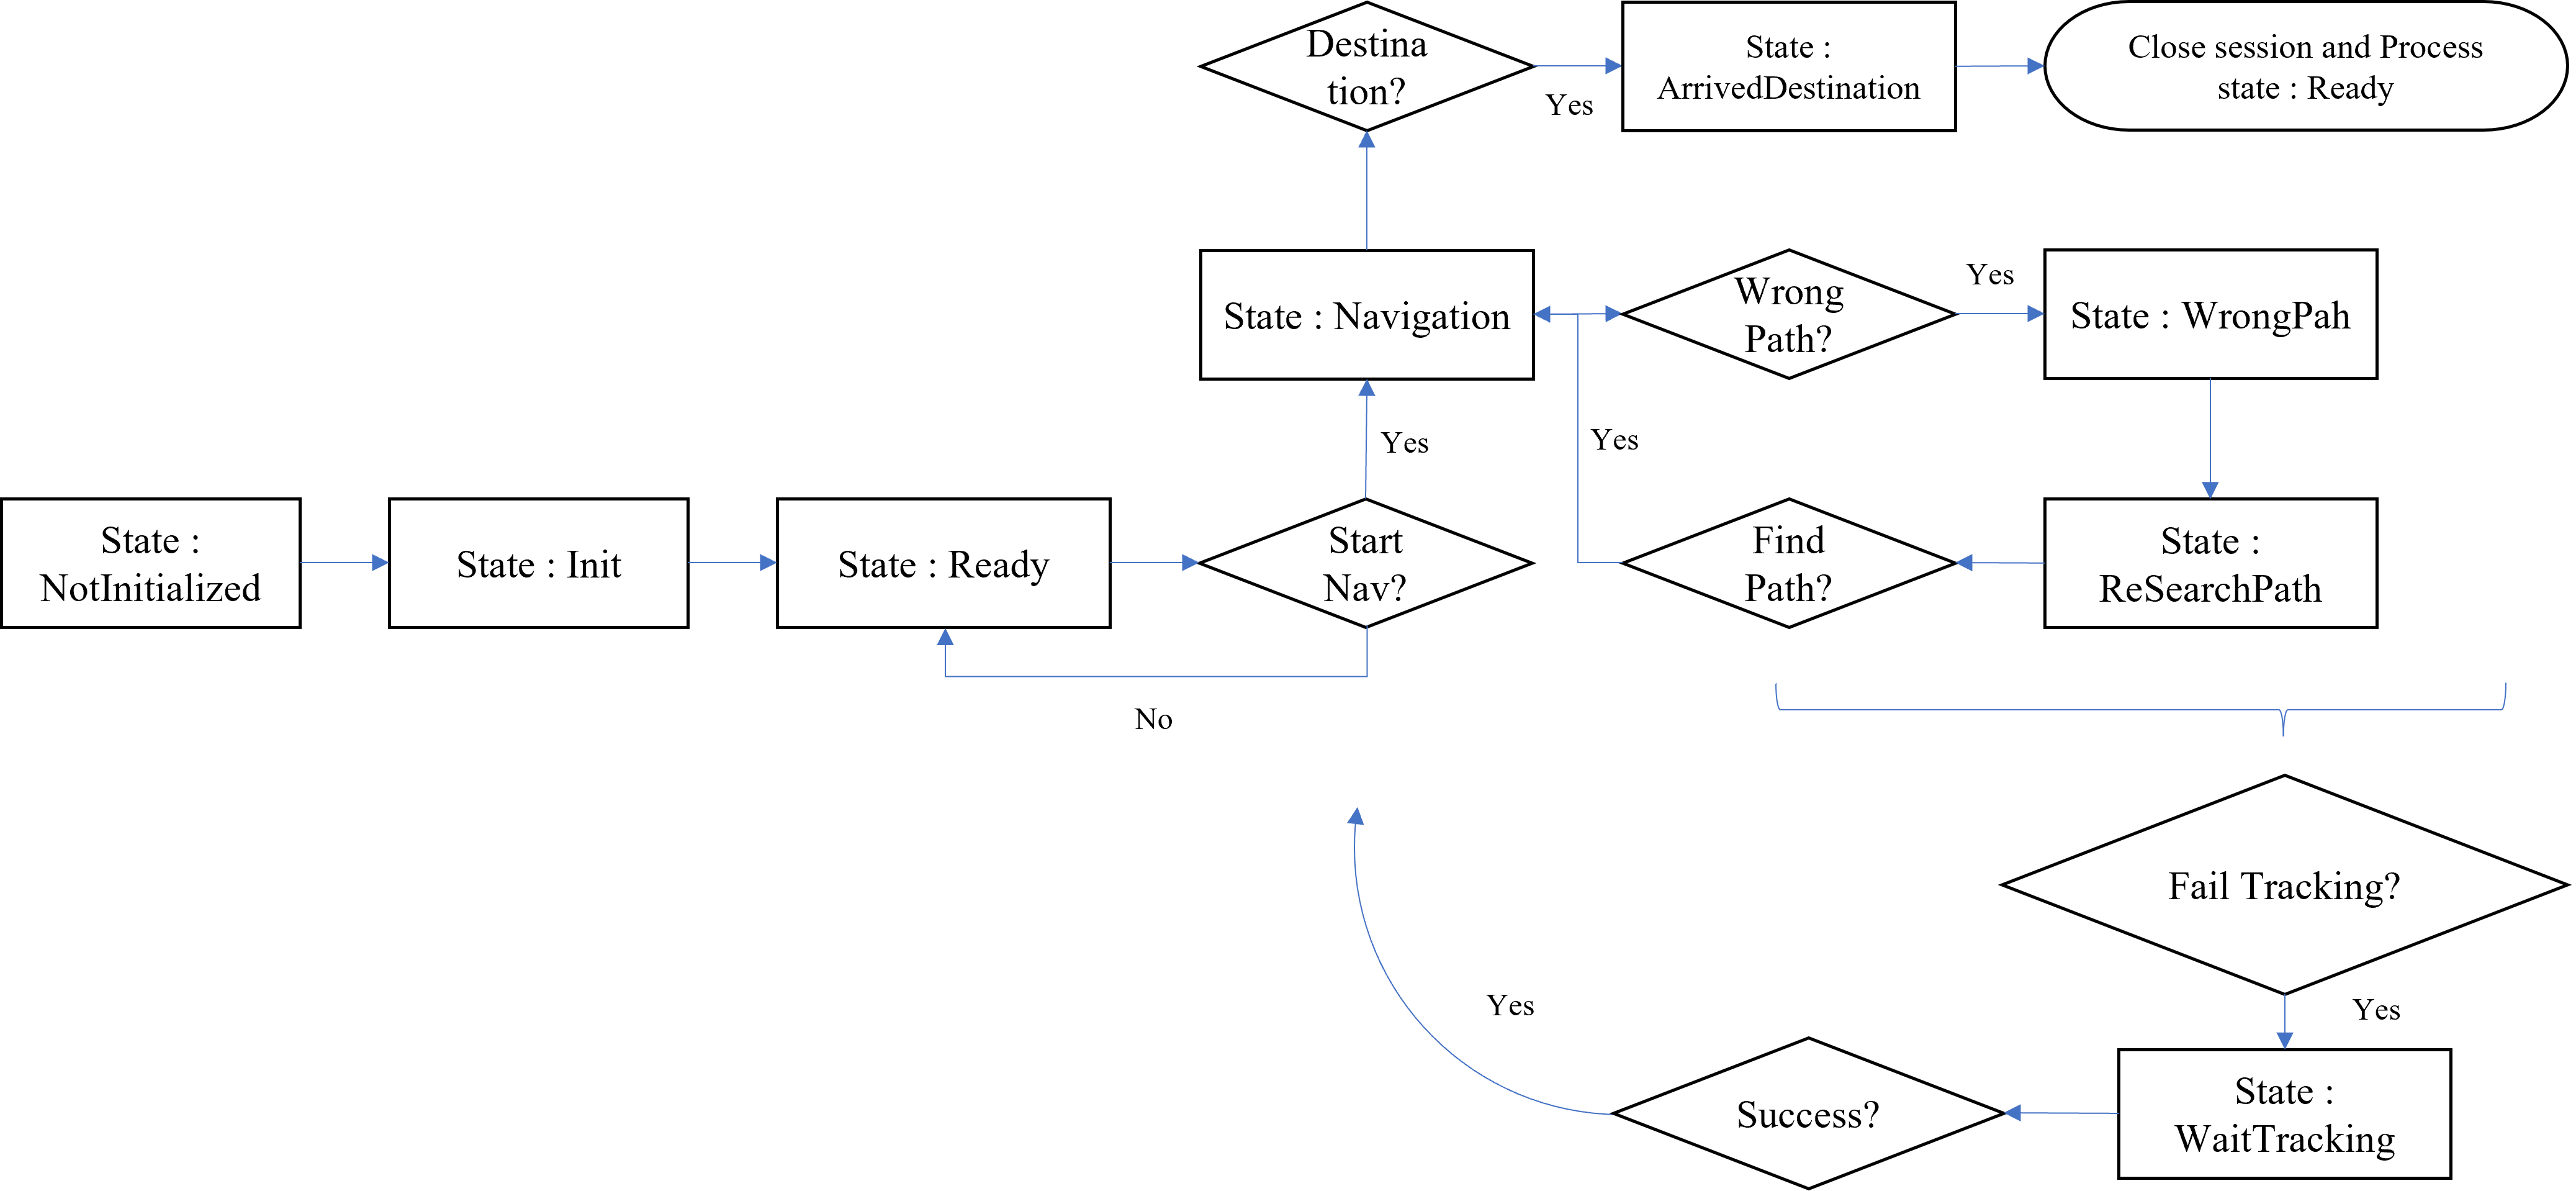 Destina
tion?
Yes
State :
ArrivedDestination
Close session and Process
state : Ready
State : Navigation
Wrong
Path?
Yes
State : WrongPah
Yes
Yes
State :
NotInitialized
State : Init
State : Ready
Start
Nav?
Find
Path?
State :
ReSearchPath
No
Fail Tracking?
Yes
Yes
Success?
State :
WaitTracking